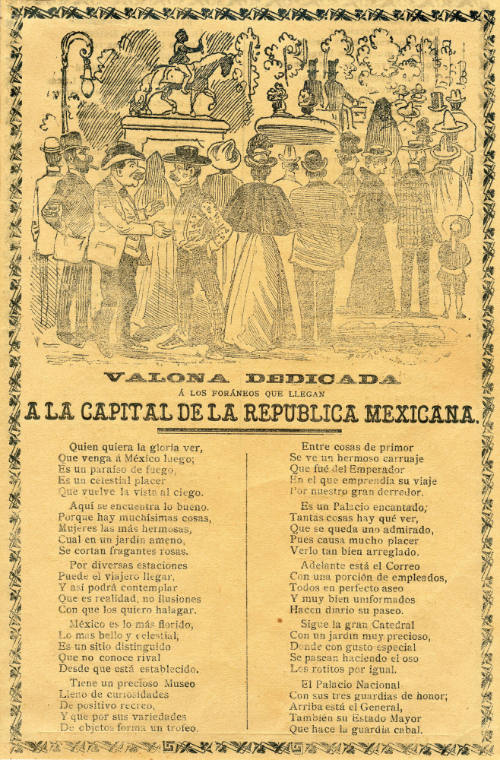 VALONA DEDICADA
Á LOS FORÁNEOS QUE LLEGAN
A LA CAPITAL DE LA REPUBLICA MEXICANA.
Quien quiera la gloria ver,
Que venga á México luego;
Es un paraiso de fuego,
Es un celestial placer
Que vuelve la vista al ciego.
Aquí se encuentra lo bueno.
Porque hay muchísimas cosas,
Mujeres las más hermosas,
Cual en un jardín ameno,
Se cortan fragantes rosas.
Por diversas estaciones
Puede el viajero llegar,
Y así podrá contemplar
Que es realidad, no ilusiones
Con que los quiero halagar.
México es lo más florido,
Lo mas bello y celestial,
Es un sitio distinguido
Que no conoce rival
Desde que está establecido.
Tiene un precioso Museo
Lleno de curiosidades
De positivo recreo,
Y que por sus variedades
De objetos forma un trofeo.
Entre cosas de primor
Se ve un hermoso carruaje
Que fué del Emperador
En el que emprendía su viaje
Por nuestro gran derredor.
Es un Palacio encantado;
Tantas cosas hay qué ver,
Que se queda uno admirado,
Pues causa mucho placer
Verlo tan bien arreglado.
Adelante está el Correo
Con una porción de empleados,
Todos en perfecto aseo
Y muy bien uniformados
Hacen diario su paseo.
Sigue la gran Catedral
Con un jardín muy precioso,
Donde con gusto especial
Se pasean haciendo el oso
Los rotitos por igual.
El Palacio Nacional
Con sus tres guardias de honor;
Arriba está el General,
También su Estado Mayor
Que hace la guardia cabal.